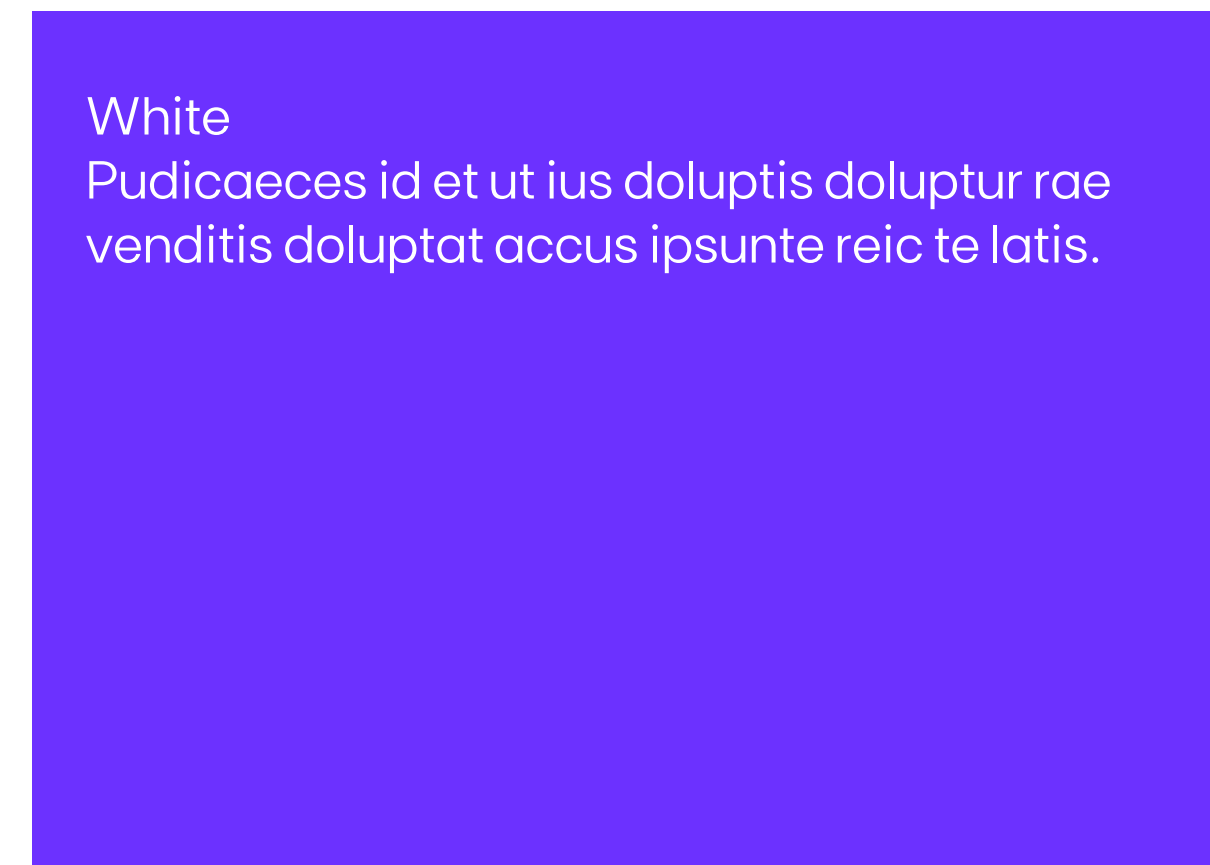 White
Pudicaeces id et ut ius doluptis doluptur rae
venditis doluptat accus ipsunte reic te latis.